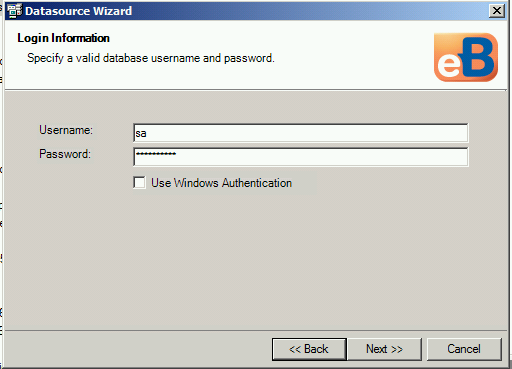 Datasource Wizard
Login Information
Specify a valid database username and password.
eB
Username:
sa
Password:
**********
Use Windows Authentication
<< Back
Next >>
Cancel